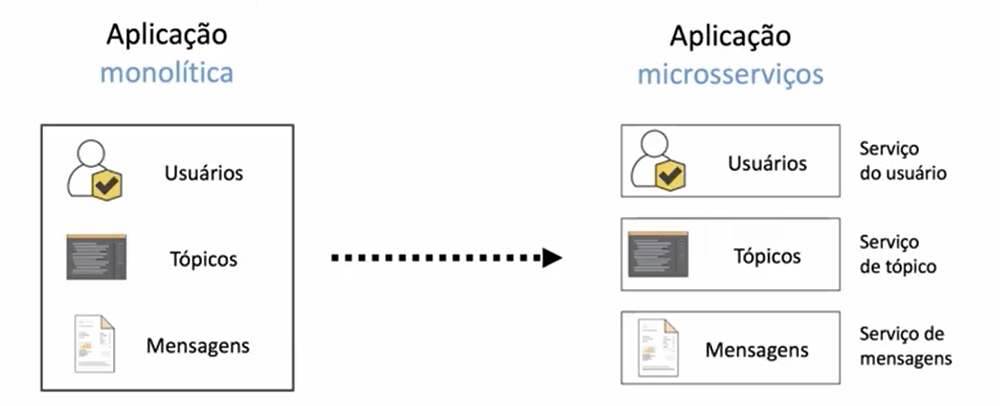 Aplicação
monolítica
Usuários
Tópicos
Mensagens
Aplicação
microsserviços
Usuários
Serviço
do usuário
Tópicos
Serviço
de tópico
Mensagens
Serviço de
mensagens